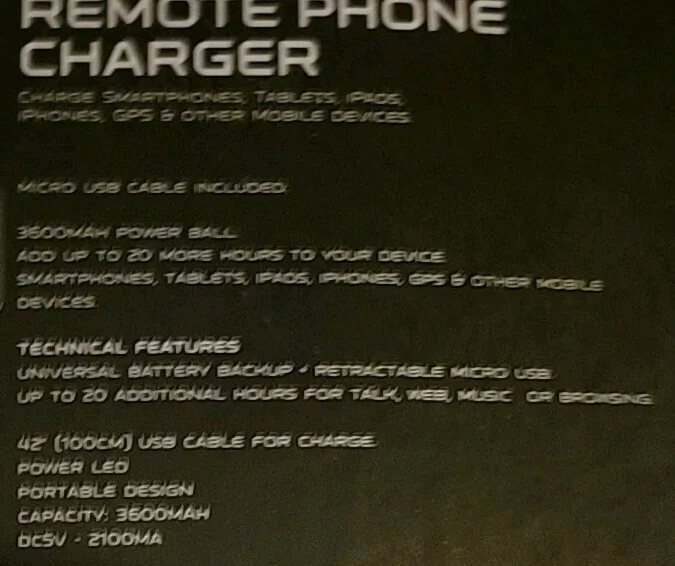 REMOTE PHONE
CHARGER
CHARGE SMARTPHONES, TABLETS, IPADS,
IPHONES, GPS & OTHER MOBILE DEVICES.
MICRO USB CABLE INCLUDED.
3600MAH POWER BALL
ADD UP TO 20 MORE HOURS TO YOUR DEVICE
SMARTPHONES, TABLETS, IPADS, IPHONES, GPS & OTHER MOBILE
DEVICES.
TECHNICAL FEATURES
UNIVERSAL BATTERY BACKUP + RETRACTABLE MICRO USB.
UP TO 20 ADDITIONAL HOURS FOR TALK, WEB, MUSIC OR BROWSING.
42" (100CM) USB CABLE FOR CHARGE.
POWER LED
PORTABLE DESIGN
CAPACITY: 3600MAH
DC5V - 2100MA